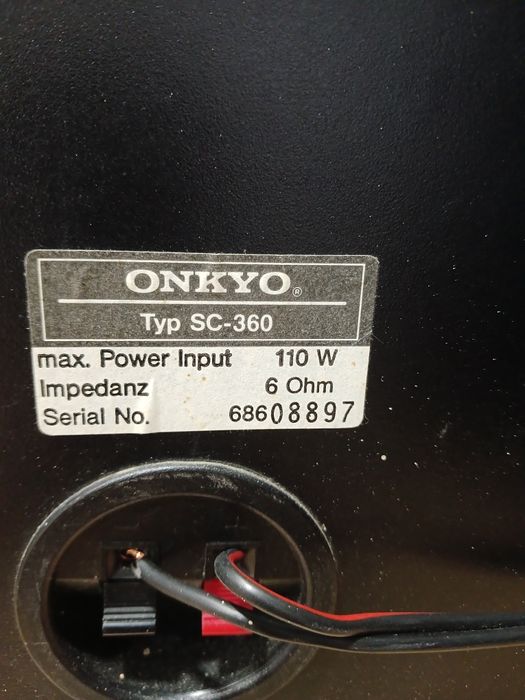 ONKYO®
Typ SC-360
max. Power Input 110 W
Impedanz 6 Ohm
Serial No. 68608897